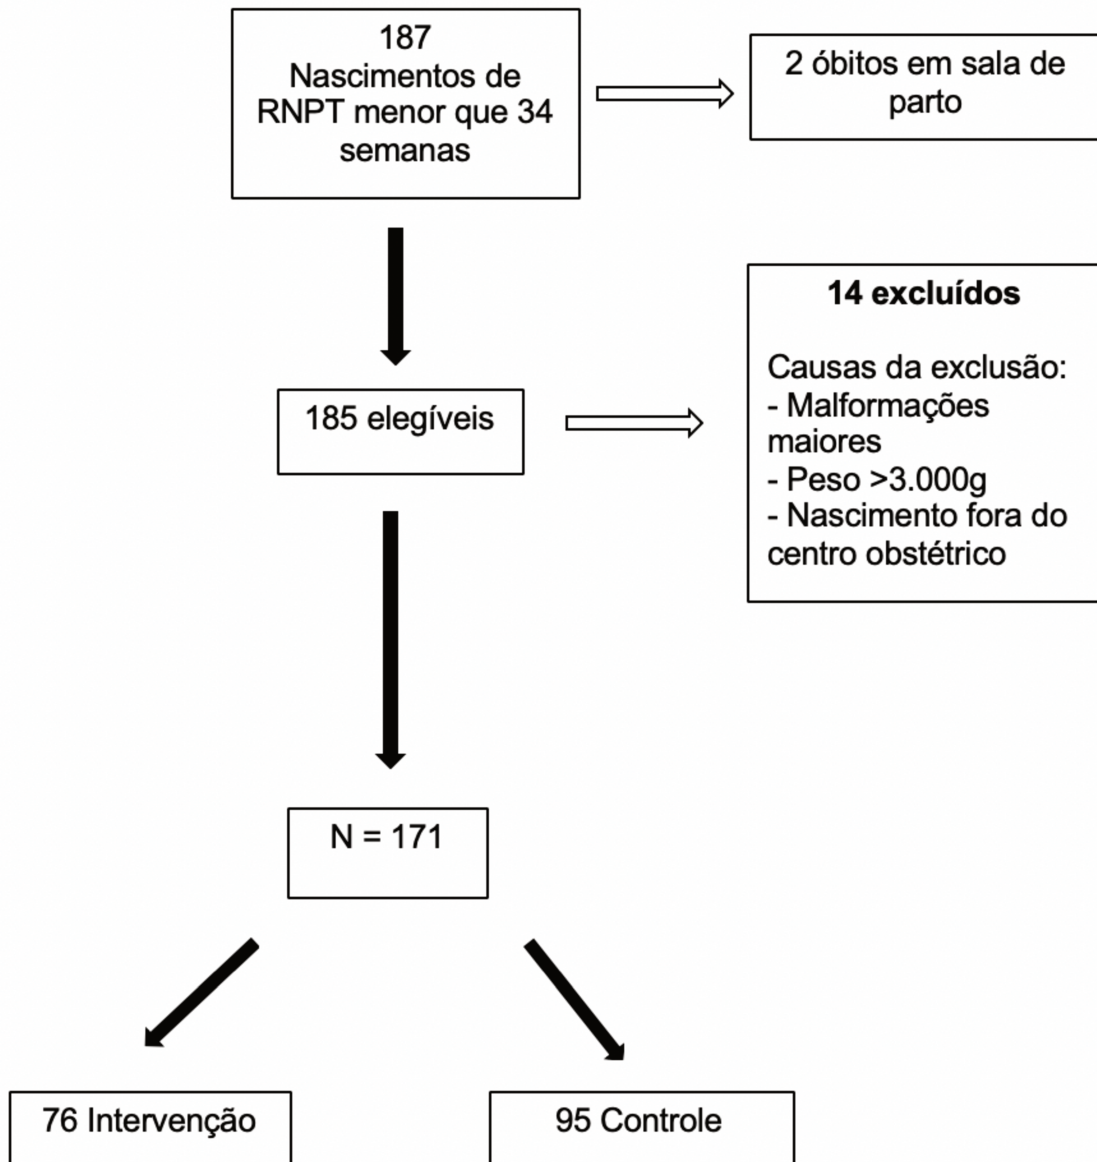 187
Nascimentos de
RNPT menor que 34
semanas
2 óbitos em sala de
parto
185 elegíveis
14 excluídos
Causas da exclusão:
- Malformações
maiores
- Peso >3.000g
- Nascimento fora do
centro obstétrico
N = 171
76 Intervenção
95 Controle